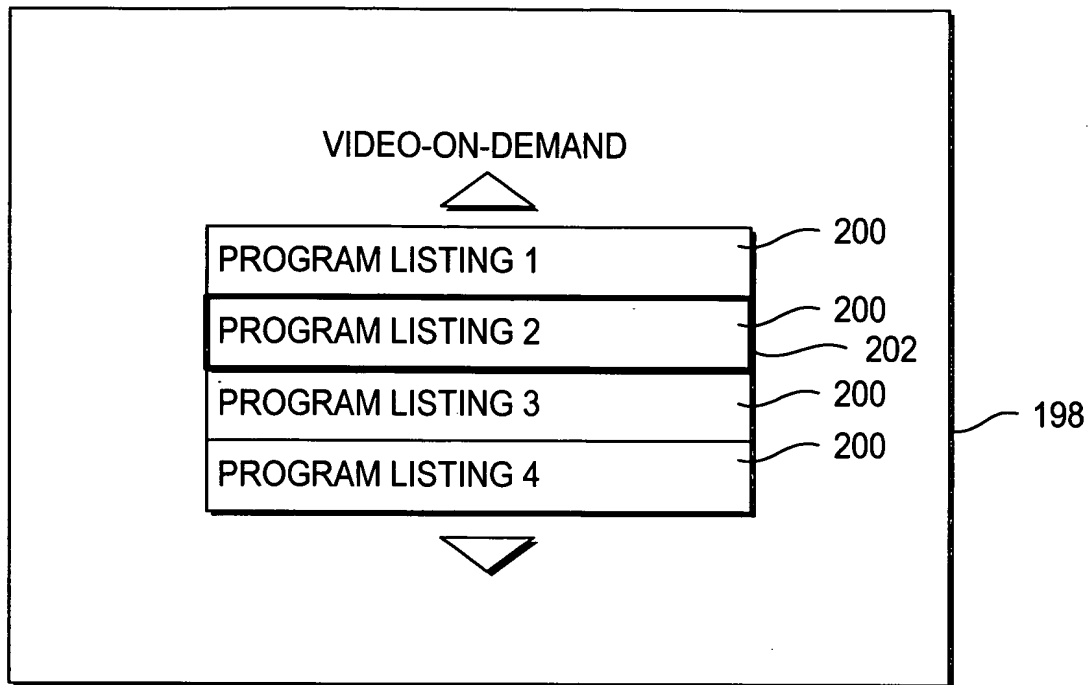 VIDEO-ON-DEMAND
PROGRAM LISTING 1
200
PROGRAM LISTING 2
200
202
PROGRAM LISTING 3
200
198
PROGRAM LISTING 4
200